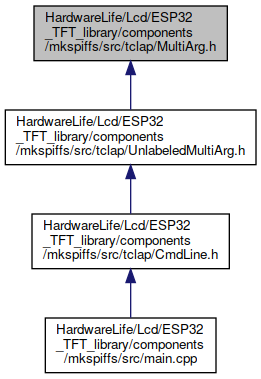 HardwareLife/Lcd/ESP32
_TFT_library/components
/mkspiffs/src/tclap/MultiArg.h
HardwareLife/Lcd/ESP32
_TFT_library/components
/mkspiffs/src/tclap/UnlabeledMultiArg.h
HardwareLife/Lcd/ESP32
_TFT_library/components
/mkspiffs/src/tclap/CmdLine.h
HardwareLife/Lcd/ESP32
_TFT_library/components
/mkspiffs/src/main.cpp